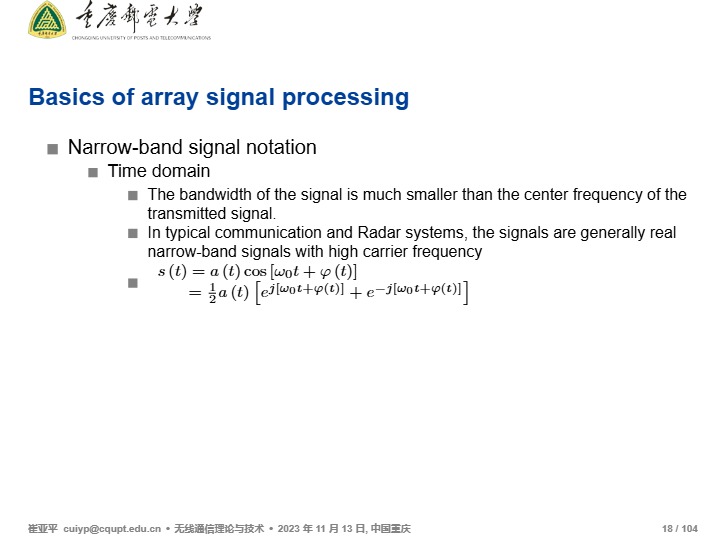 重庆邮电大学
CHONGQING UNIVERSITY OF POSTS AND TELECOMMUNICATIONS
Basics of array signal processing
Narrow-band signal notation
Time domain
The bandwidth of the signal is much smaller than the center frequency of the
transmitted signal.
In typical communication and Radar systems, the signals are generally real
narrow-band signals with high carrier frequency
s (t) = a (t) cos [ω₀t + φ (t)]
= ½a (t) [e^{j[ω₀t+φ(t)]} + e^{−j[ω₀t+φ(t)]}]
崔亚平 cuiyp@cqupt.edu.cn • 无线通信理论与技术 • 2023 年 11 月 13 日, 中国重庆
18 / 104